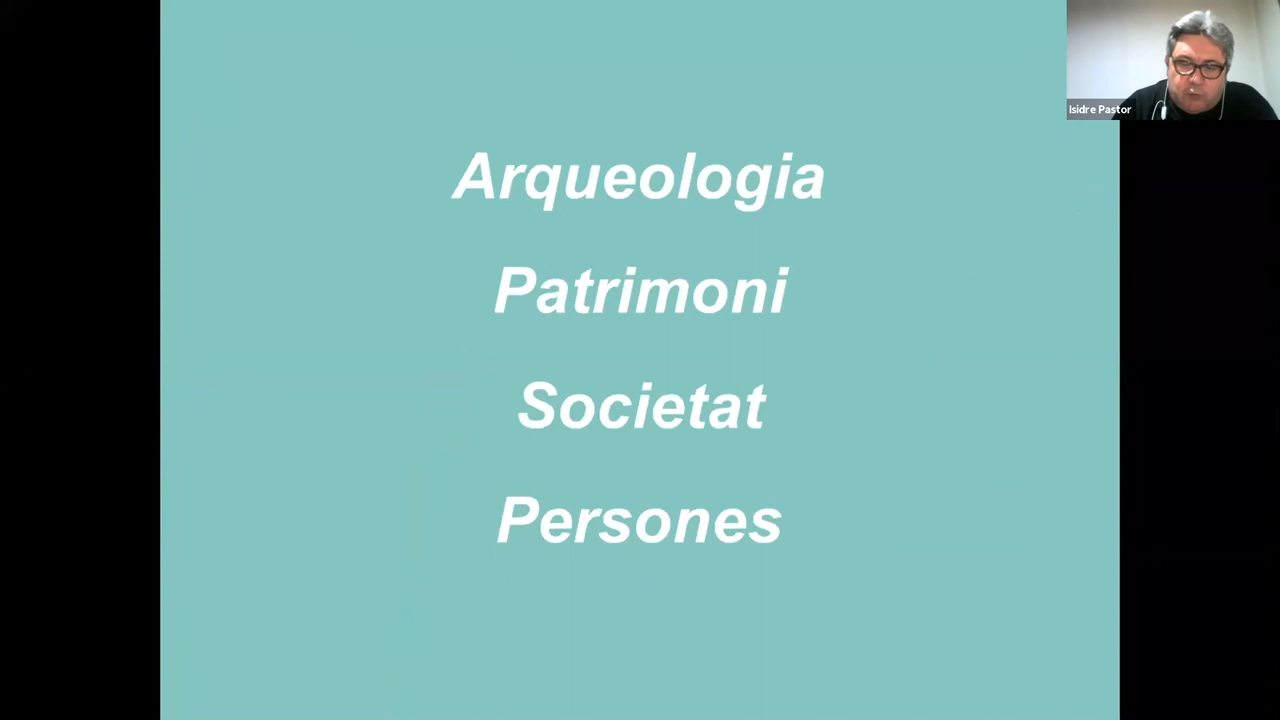 Arqueologia
Patrimoni
Societat
Persones
Isidre Pastor